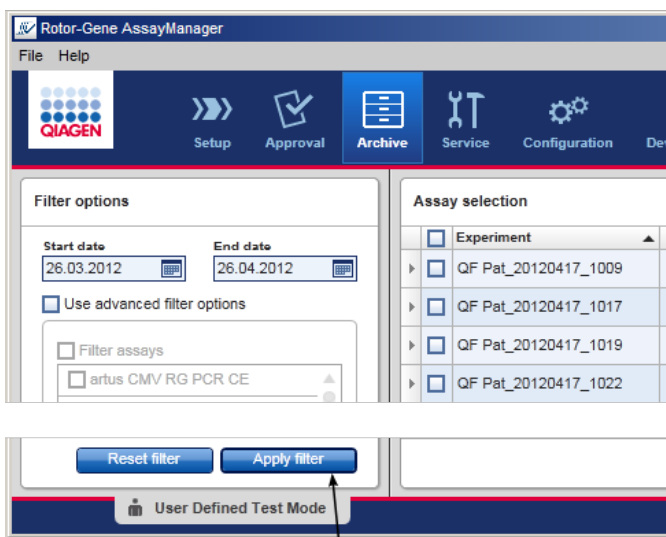 Rotor-Gene AssayManager
File Help
QIAGEN
Setup Approval Archive Service Configuration De
Filter options
Start date End date
26.03.2012 26.04.2012
Use advanced filter options
Filter assays
artus CMV RG PCR CE
Assay selection
Experiment
QF Pat_20120417_1009
QF Pat_20120417_1017
QF Pat_20120417_1019
QF Pat_20120417_1022
Reset filter Apply filter
User Defined Test Mode